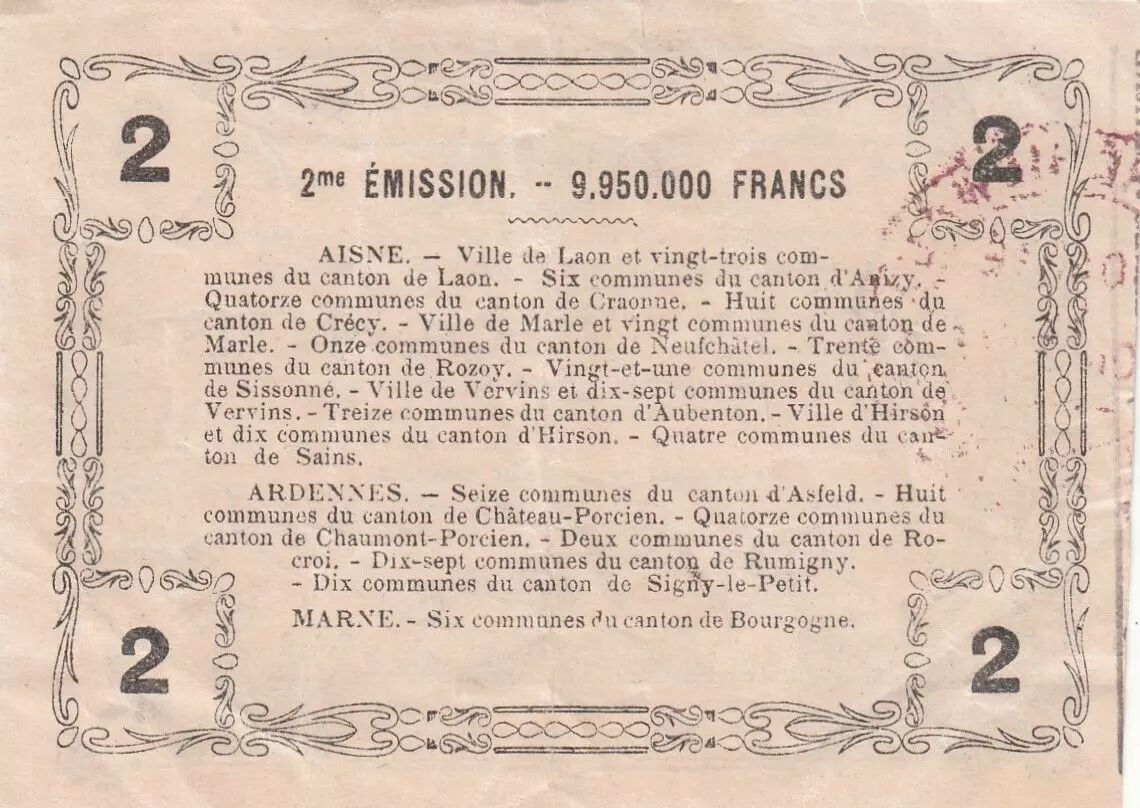 2 2
2me ÉMISSION. -- 9.950.000 FRANCS
AISNE. — Ville de Laon et vingt-trois com-
munes du canton de Laon. - Six communes du canton d'Anizy. -
Quatorze communes du canton de Craonne. - Huit communes du
canton de Crécy. - Ville de Marle et vingt communes du canton de
Marle. - Onze communes du canton de Neufchâtel. - Trente com-
munes du canton de Rozoy. - Vingt-et-une communes du canton
de Sissonne. - Ville de Vervins et dix-sept communes du canton de
Vervins. - Treize communes du canton d'Aubenton. - Ville d'Hirson
et dix communes du canton d'Hirson. - Quatre communes du can-
ton de Sains.
ARDENNES. — Seize communes du canton d'Asfeld. - Huit
communes du canton de Château-Porcien. - Quatorze communes du
canton de Chaumont-Porcien. - Deux communes du canton de Ro-
croi. - Dix-sept communes du canton de Rumigny.
- Dix communes du canton de Signy-le-Petit.
MARNE. - Six communes du canton de Bourgogne.
2 2